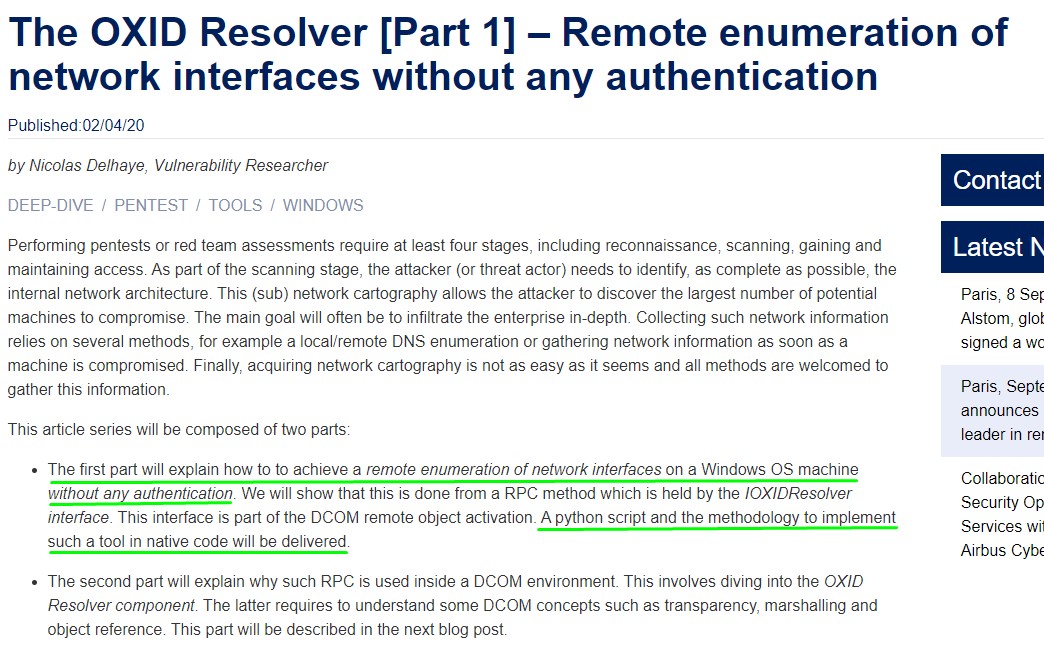 The OXID Resolver [Part 1] – Remote enumeration of
network interfaces without any authentication
Published:02/04/20
by Nicolas Delhaye, Vulnerability Researcher
DEEP-DIVE / PENTEST / TOOLS / WINDOWS
Performing pentests or red team assessments require at least four stages, including reconnaissance, scanning, gaining and
maintaining access. As part of the scanning stage, the attacker (or threat actor) needs to identify, as complete as possible, the
internal network architecture. This (sub) network cartography allows the attacker to discover the largest number of potential
machines to compromise. The main goal will often be to infiltrate the enterprise in-depth. Collecting such network information
relies on several methods, for example a local/remote DNS enumeration or gathering network information as soon as a
machine is compromised. Finally, acquiring network cartography is not as easy as it seems and all methods are welcomed to
gather this information.
This article series will be composed of two parts:
• The first part will explain how to to achieve a remote enumeration of network interfaces on a Windows OS machine
without any authentication. We will show that this is done from a RPC method which is held by the IOXIDResolver
interface. This interface is part of the DCOM remote object activation. A python script and the methodology to implement
such a tool in native code will be delivered.
• The second part will explain why such RPC is used inside a DCOM environment. This involves diving into the OXID
Resolver component. The latter requires to understand some DCOM concepts such as transparency, marshalling and
object reference. This part will be described in the next blog post.
Contact
Latest N
Paris, 8 Sep
Alstom, glob
signed a wo
Paris, Septe
announces
leader in ren
Collaboratio
Security Op
Services wit
Airbus Cybe